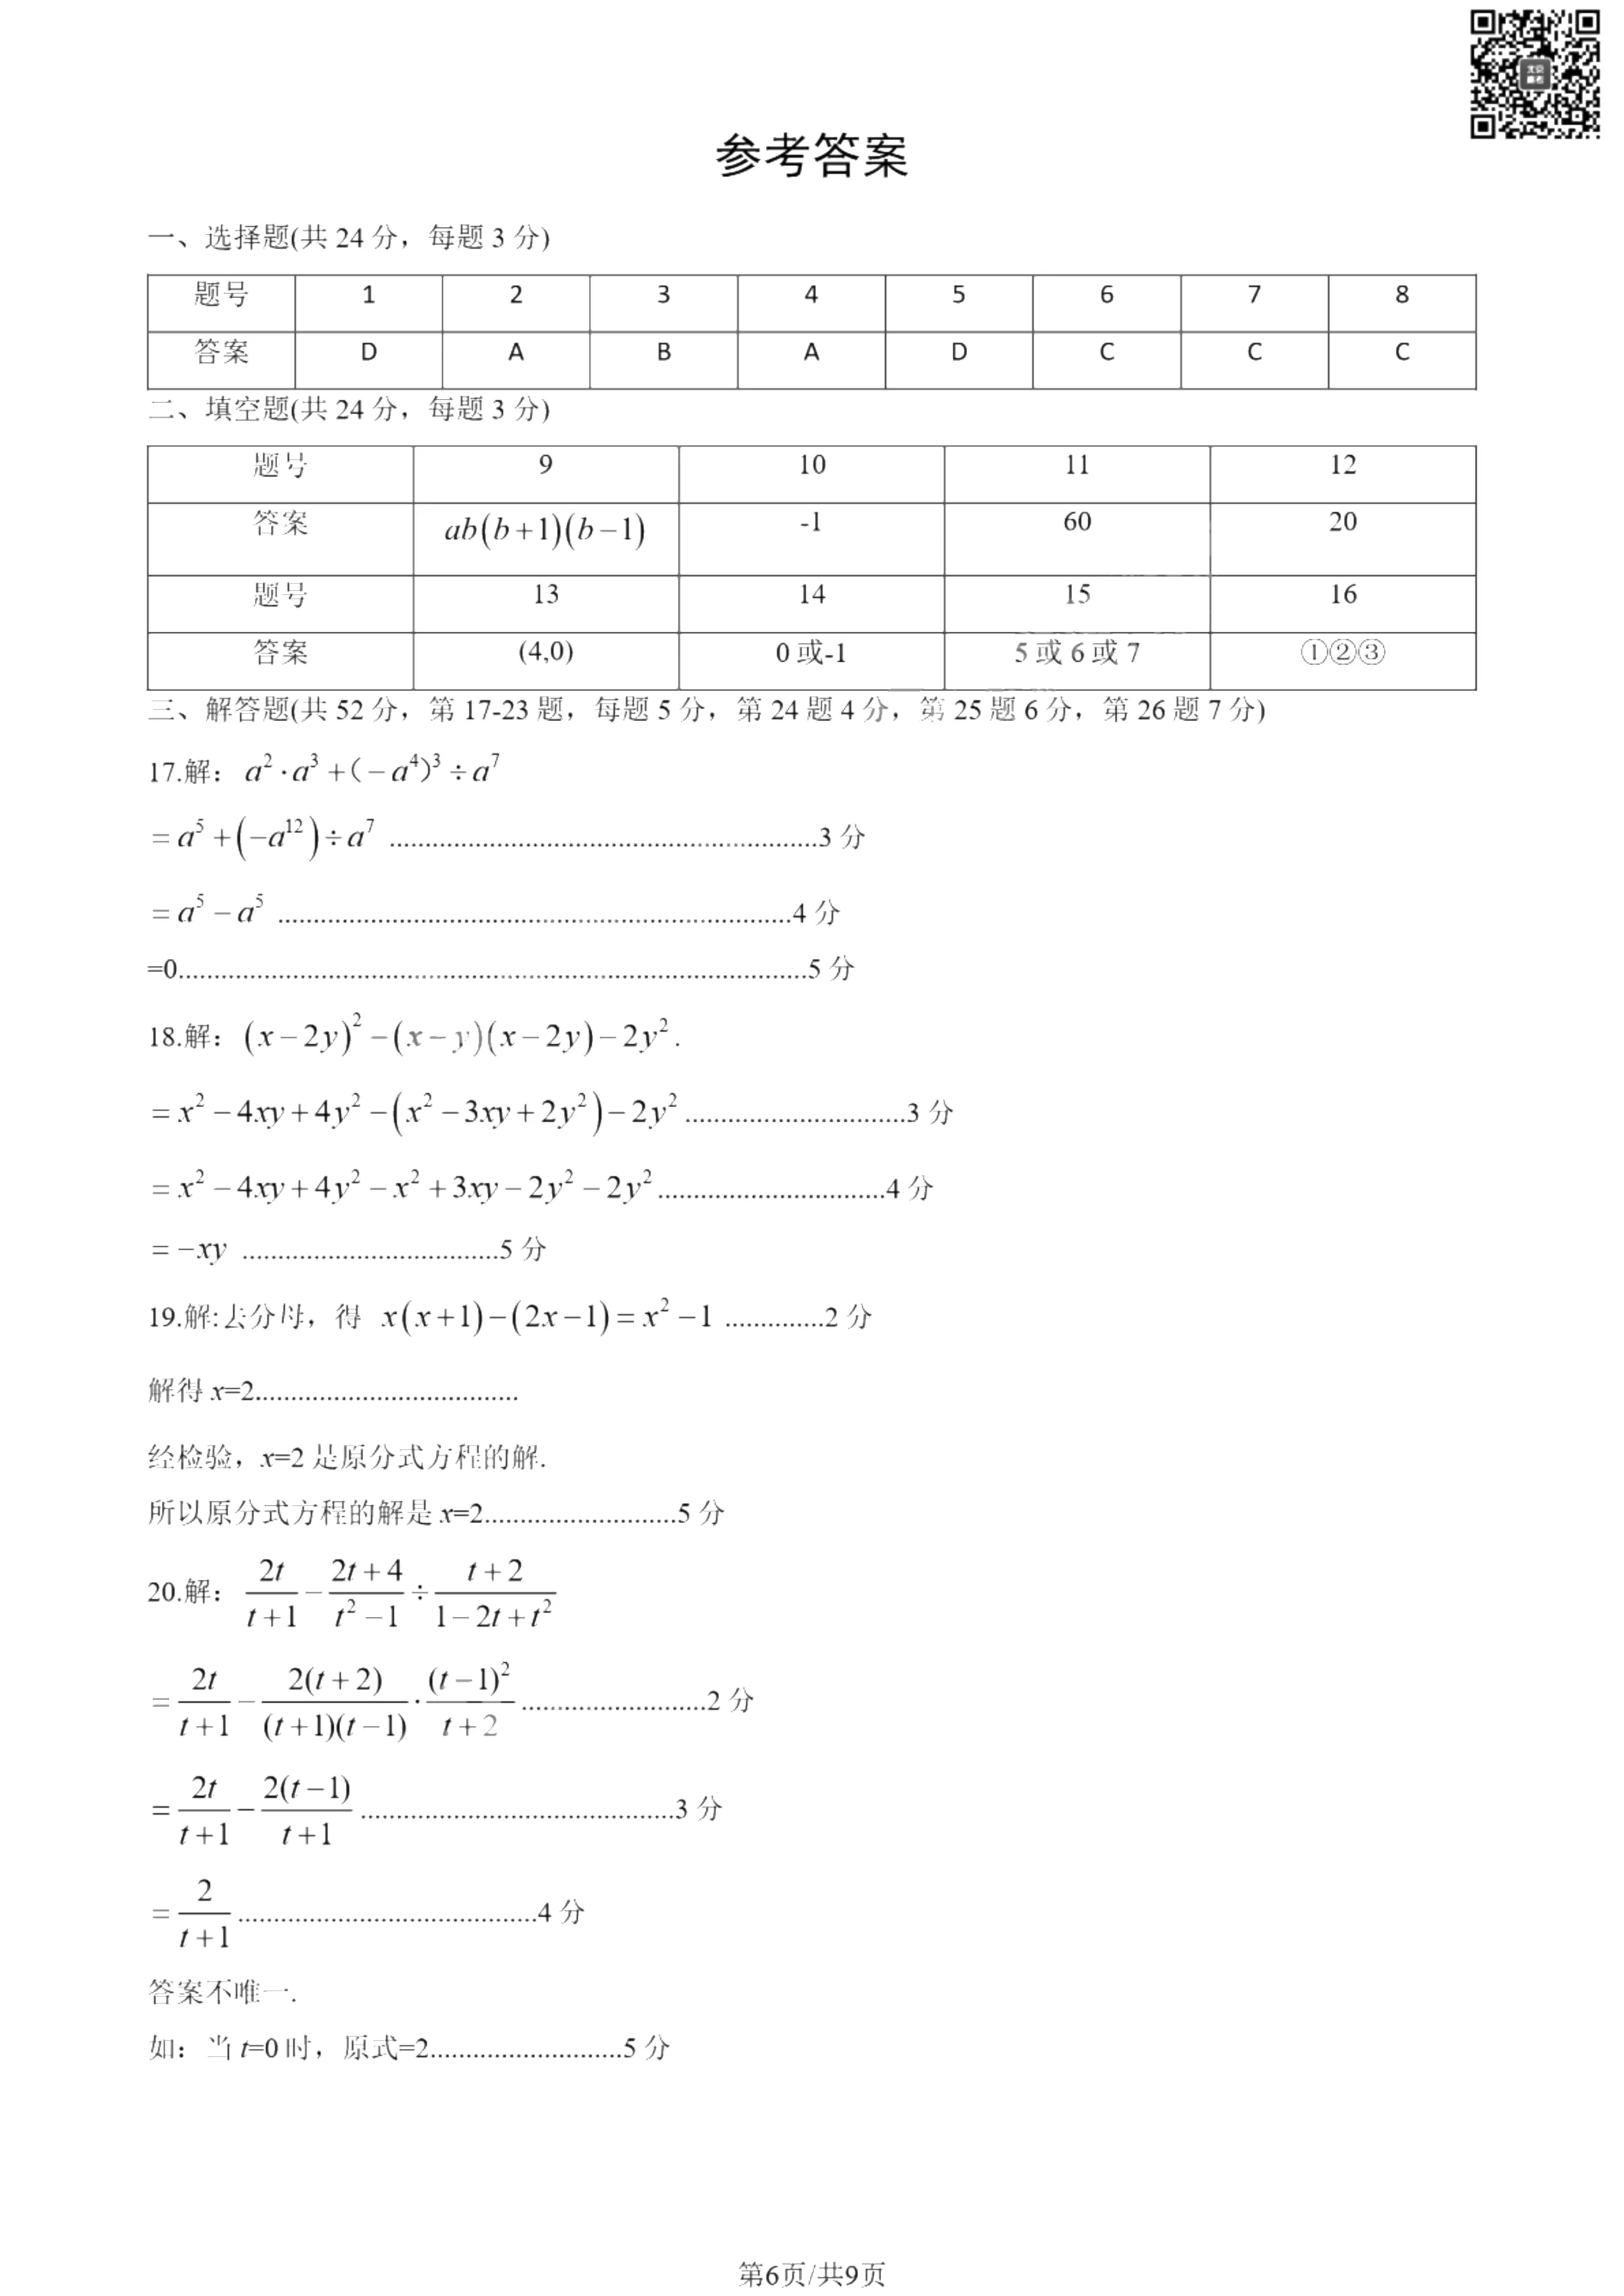 参考答案
一、选择题(共 24 分，每题 3 分)
题号 1 2 3 4 5 6 7 8
答案 D A B A D C C C
二、填空题(共 24 分，每题 3 分)
题号 9 10 11 12
答案 ab(b+1)(b−1) -1 60 20
题号 13 14 15 16
答案 (4,0) 0 或-1 5 或 6 或 7 ①②③
三、解答题(共 52 分，第 17-23 题，每题 5 分，第 24 题 4 分，第 25 题 6 分，第 26 题 7 分)
17.解：a²·a³+(−a⁴)³÷a⁷
=a⁵+(−a¹²)÷a⁷ ............................................................3 分
=a⁵−a⁵ ........................................................................4 分
=0........................................................................................5 分
18.解：(x−2y)²−(x−y)(x−2y)−2y².
=x²−4xy+4y²−(x²−3xy+2y²)−2y²...............................3 分
=x²−4xy+4y²−x²+3xy−2y²−2y²................................4 分
=−xy ....................................5 分
19.解:去分母，得 x(x+1)−(2x−1)=x²−1 ..............2 分
解得 x=2.....................................
经检验，x=2 是原分式方程的解.
所以原分式方程的解是 x=2...........................5 分
20.解：2t/(t+1)−(2t+4)/(t²−1)÷(t+2)/(1−2t+t²)
=2t/(t+1)−2(t+2)/((t+1)(t−1))·(t−1)²/(t+2)..........................2 分
=2t/(t+1)−2(t−1)/(t+1)............................................3 分
=2/(t+1)..........................................4 分
答案不唯一.
如：当 t=0 时，原式=2...........................5 分
第6页/共9页